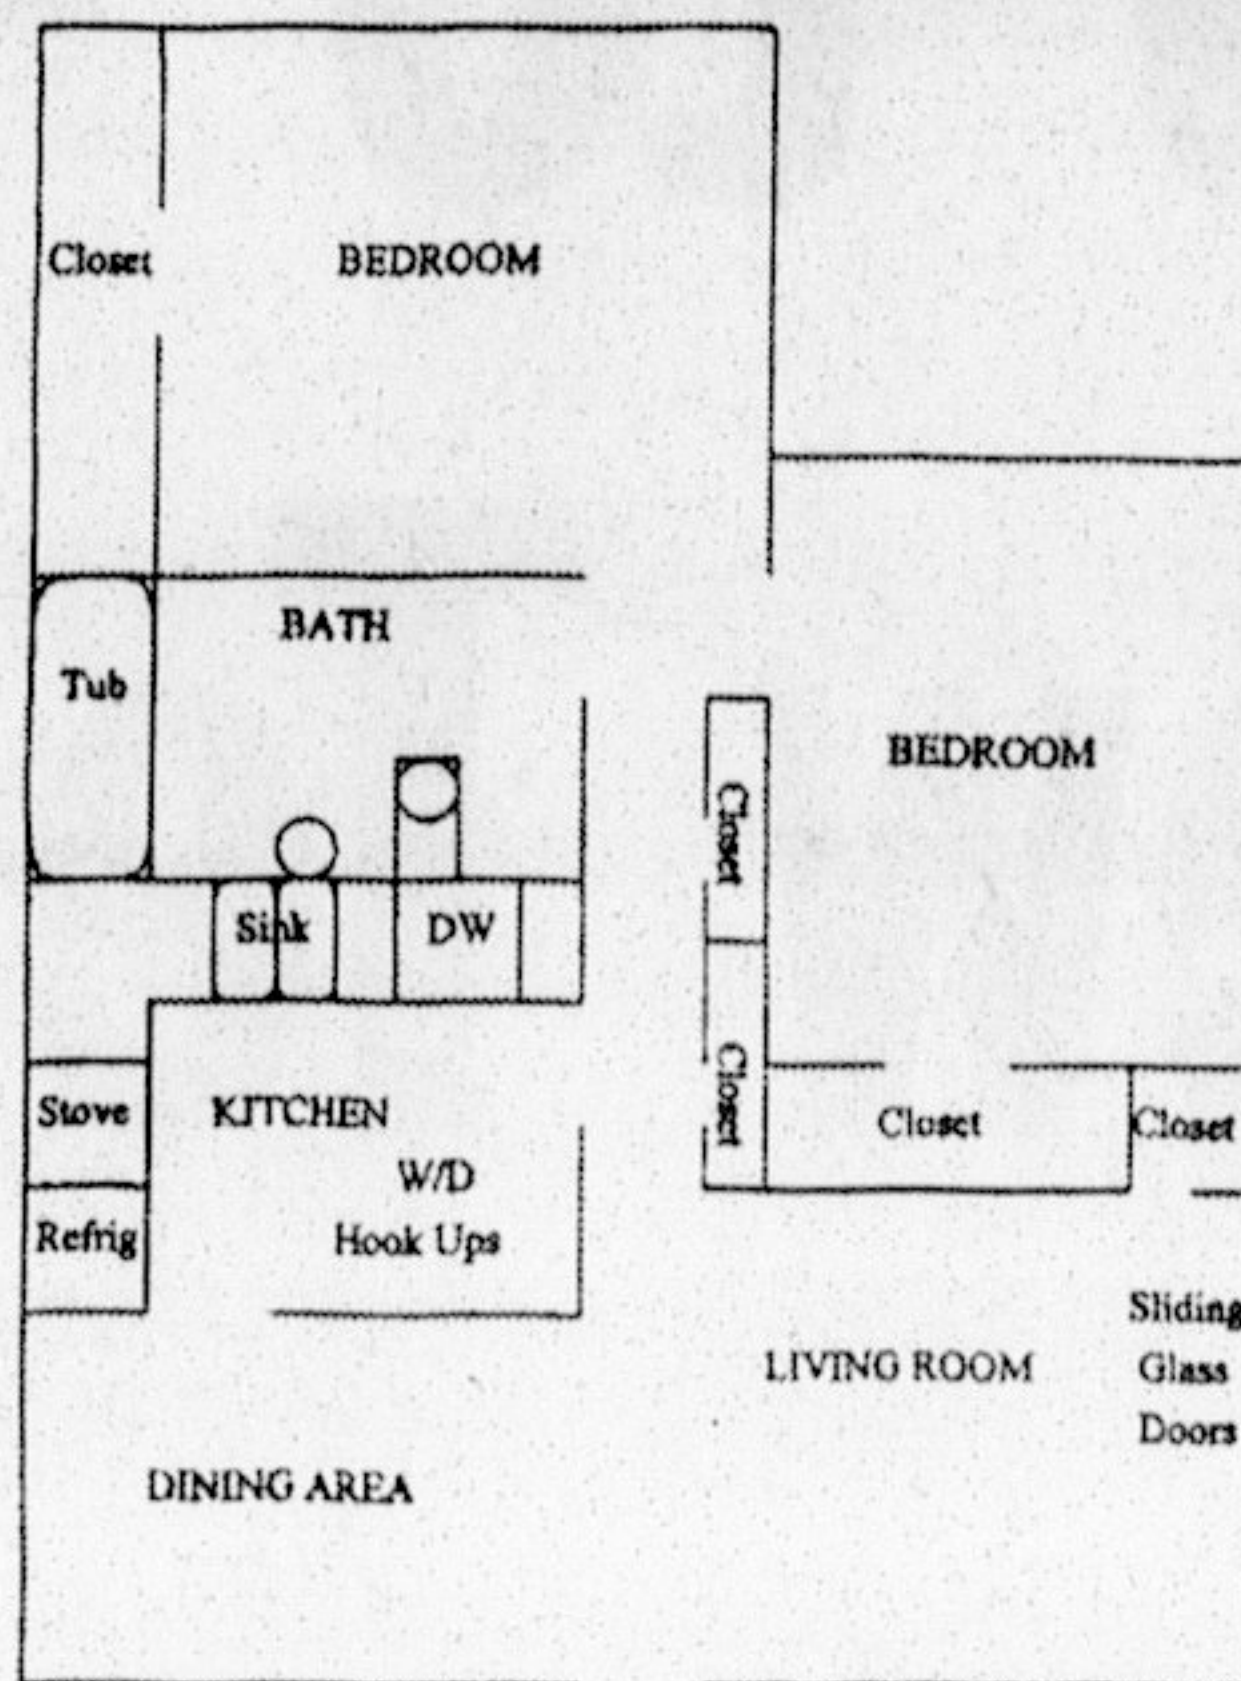 Closet
BEDROOM
BATH
Tub
BEDROOM
Closet
Sink
DW
Closet
Stove
KITCHEN
Closet
Closet
W/D
Refrig
Hook Ups
Sliding
LIVING ROOM
Glass
Doors
DINING AREA